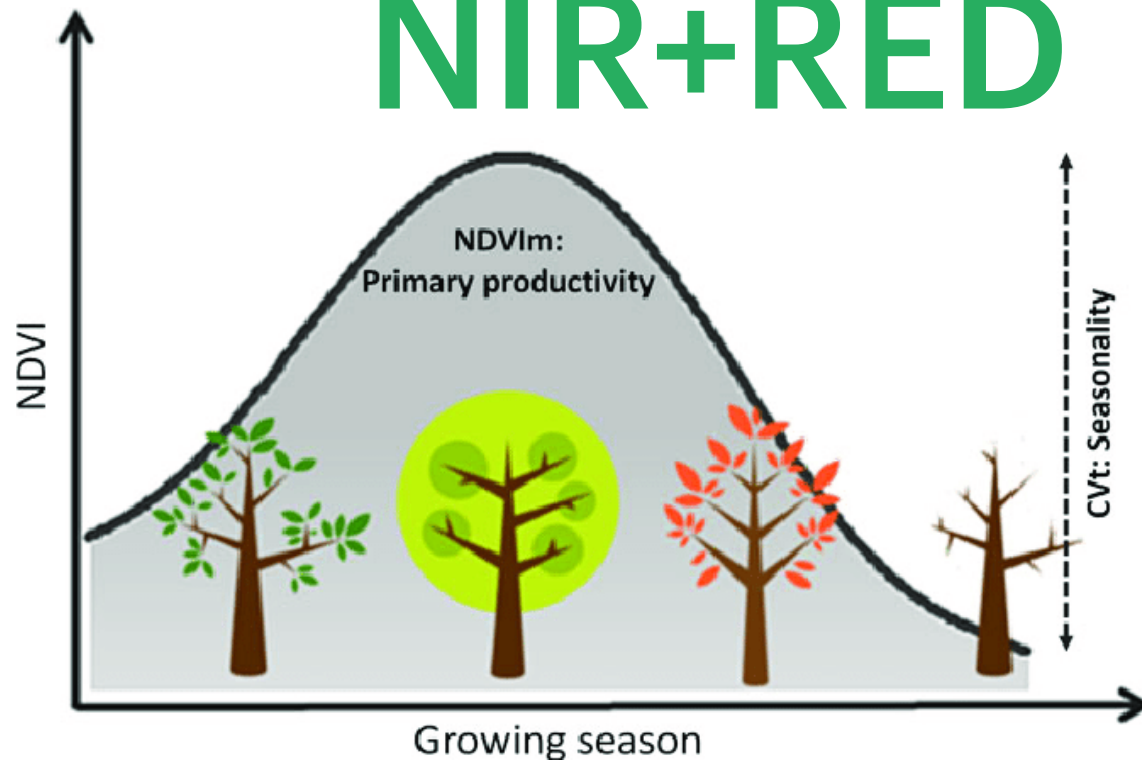 NIR+RED
NDVIm:
Primary productivity
NDVI
CVt: Seasonality
Growing season